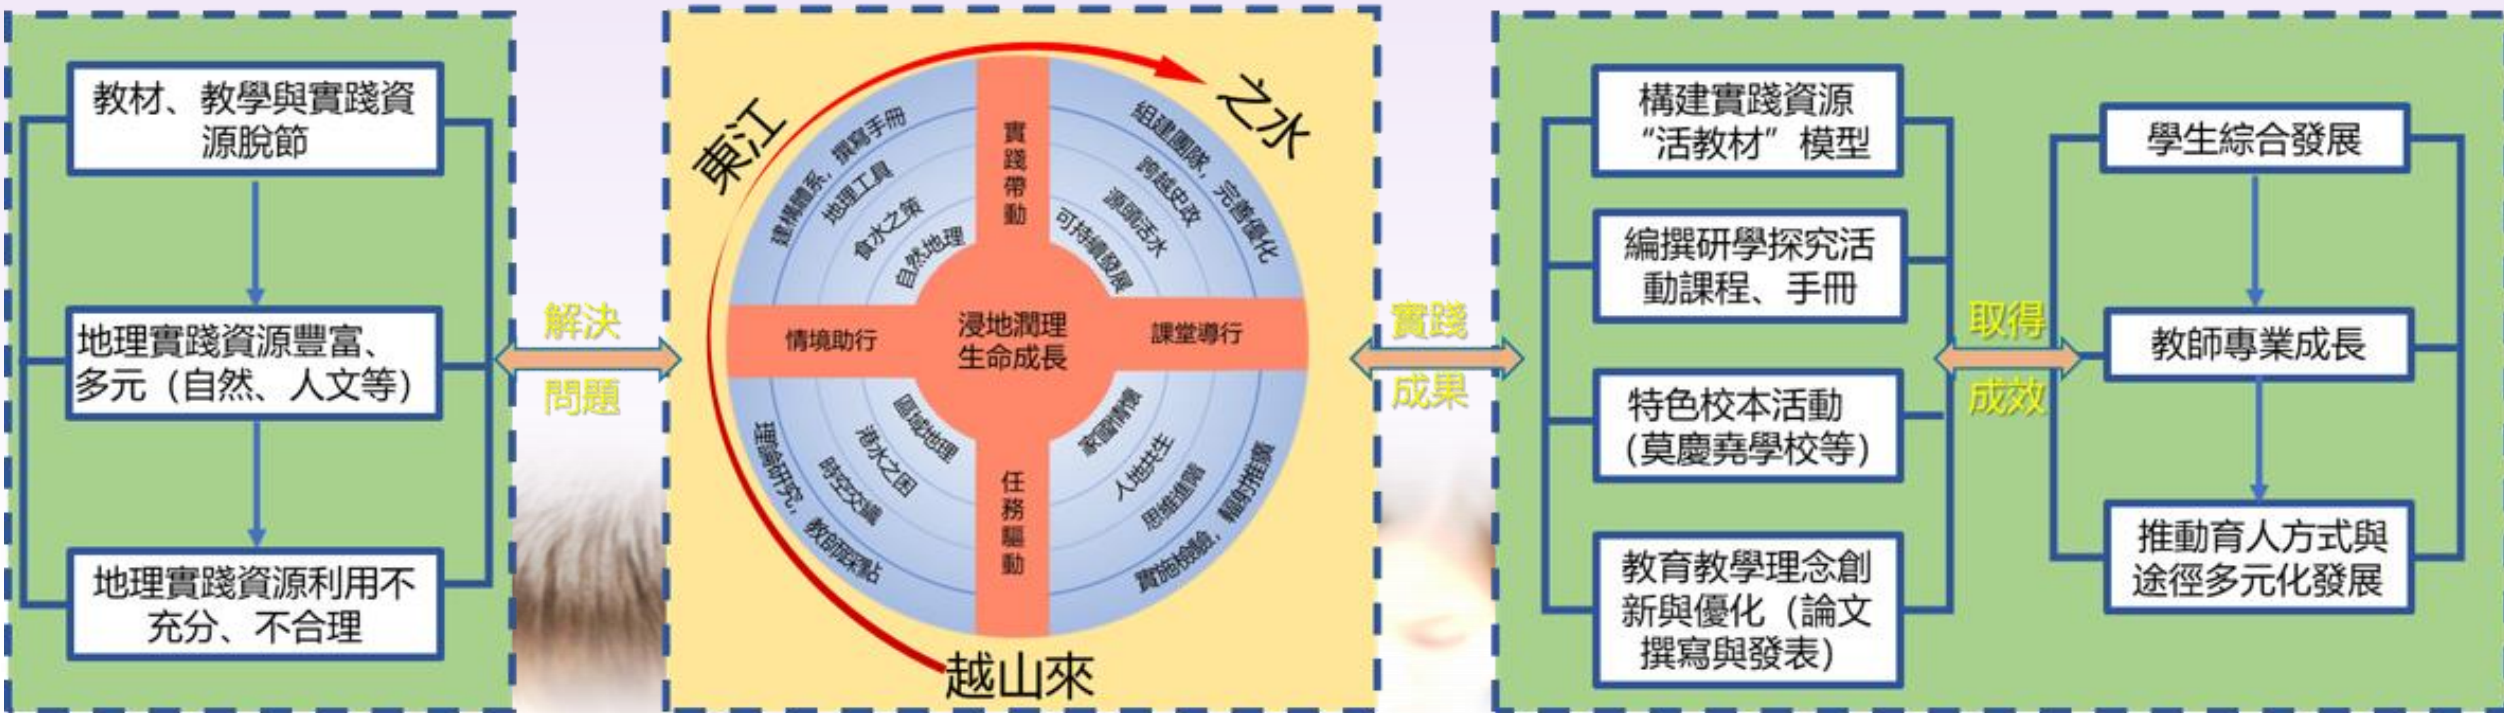 教材、教學與實踐資
源脫節
地理實踐資源豐富、
多元（自然、人文等）
地理實踐資源利用不
充分、不合理
解決
問題
東江
之水
越山來
建構體系，撰寫手冊
地理工具
食水之策
自然地理
實踐帶動
組建團隊，完善優化
跨越史政
源頭活水
可持續發展
情境助行
浸地潤理
生命成長
課堂導行
區域地理
港水之困
時空交織
理論研究，教師踩點
任務驅動
家國情懷
人地共生
思維進階
實施檢驗，輻射推廣
實踐
成果
構建實踐資源
“活教材”模型
編撰研學探究活
動課程、手冊
特色校本活動
（莫慶堯學校等）
教育教學理念創
新與優化（論文
撰寫與發表）
取得
成效
學生綜合發展
教師專業成長
推動育人方式與
途徑多元化發展